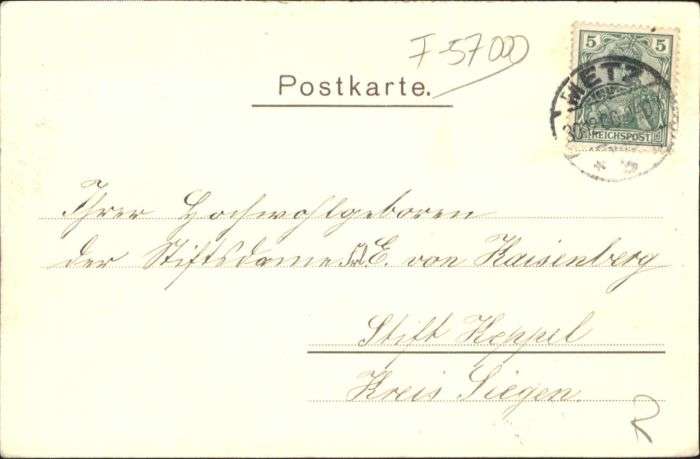 F-57000
5 5
METZ
REICHSPOST
Postkarte.
Ihrer Hochwohlgeboren
der Stiftsdame E. von Kaisenberg
Stift Keppel
Kreis Siegen.